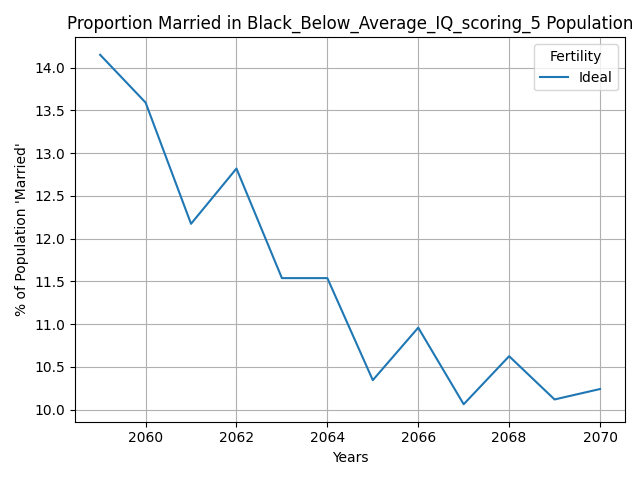 Proportion Married in Black_Below_Average_IQ_scoring_5 Population
Fertility
Ideal
% of Population 'Married'
14.0
13.5
13.0
12.5
12.0
11.5
11.0
10.5
10.0
2060 2062 2064 2066 2068 2070
Years